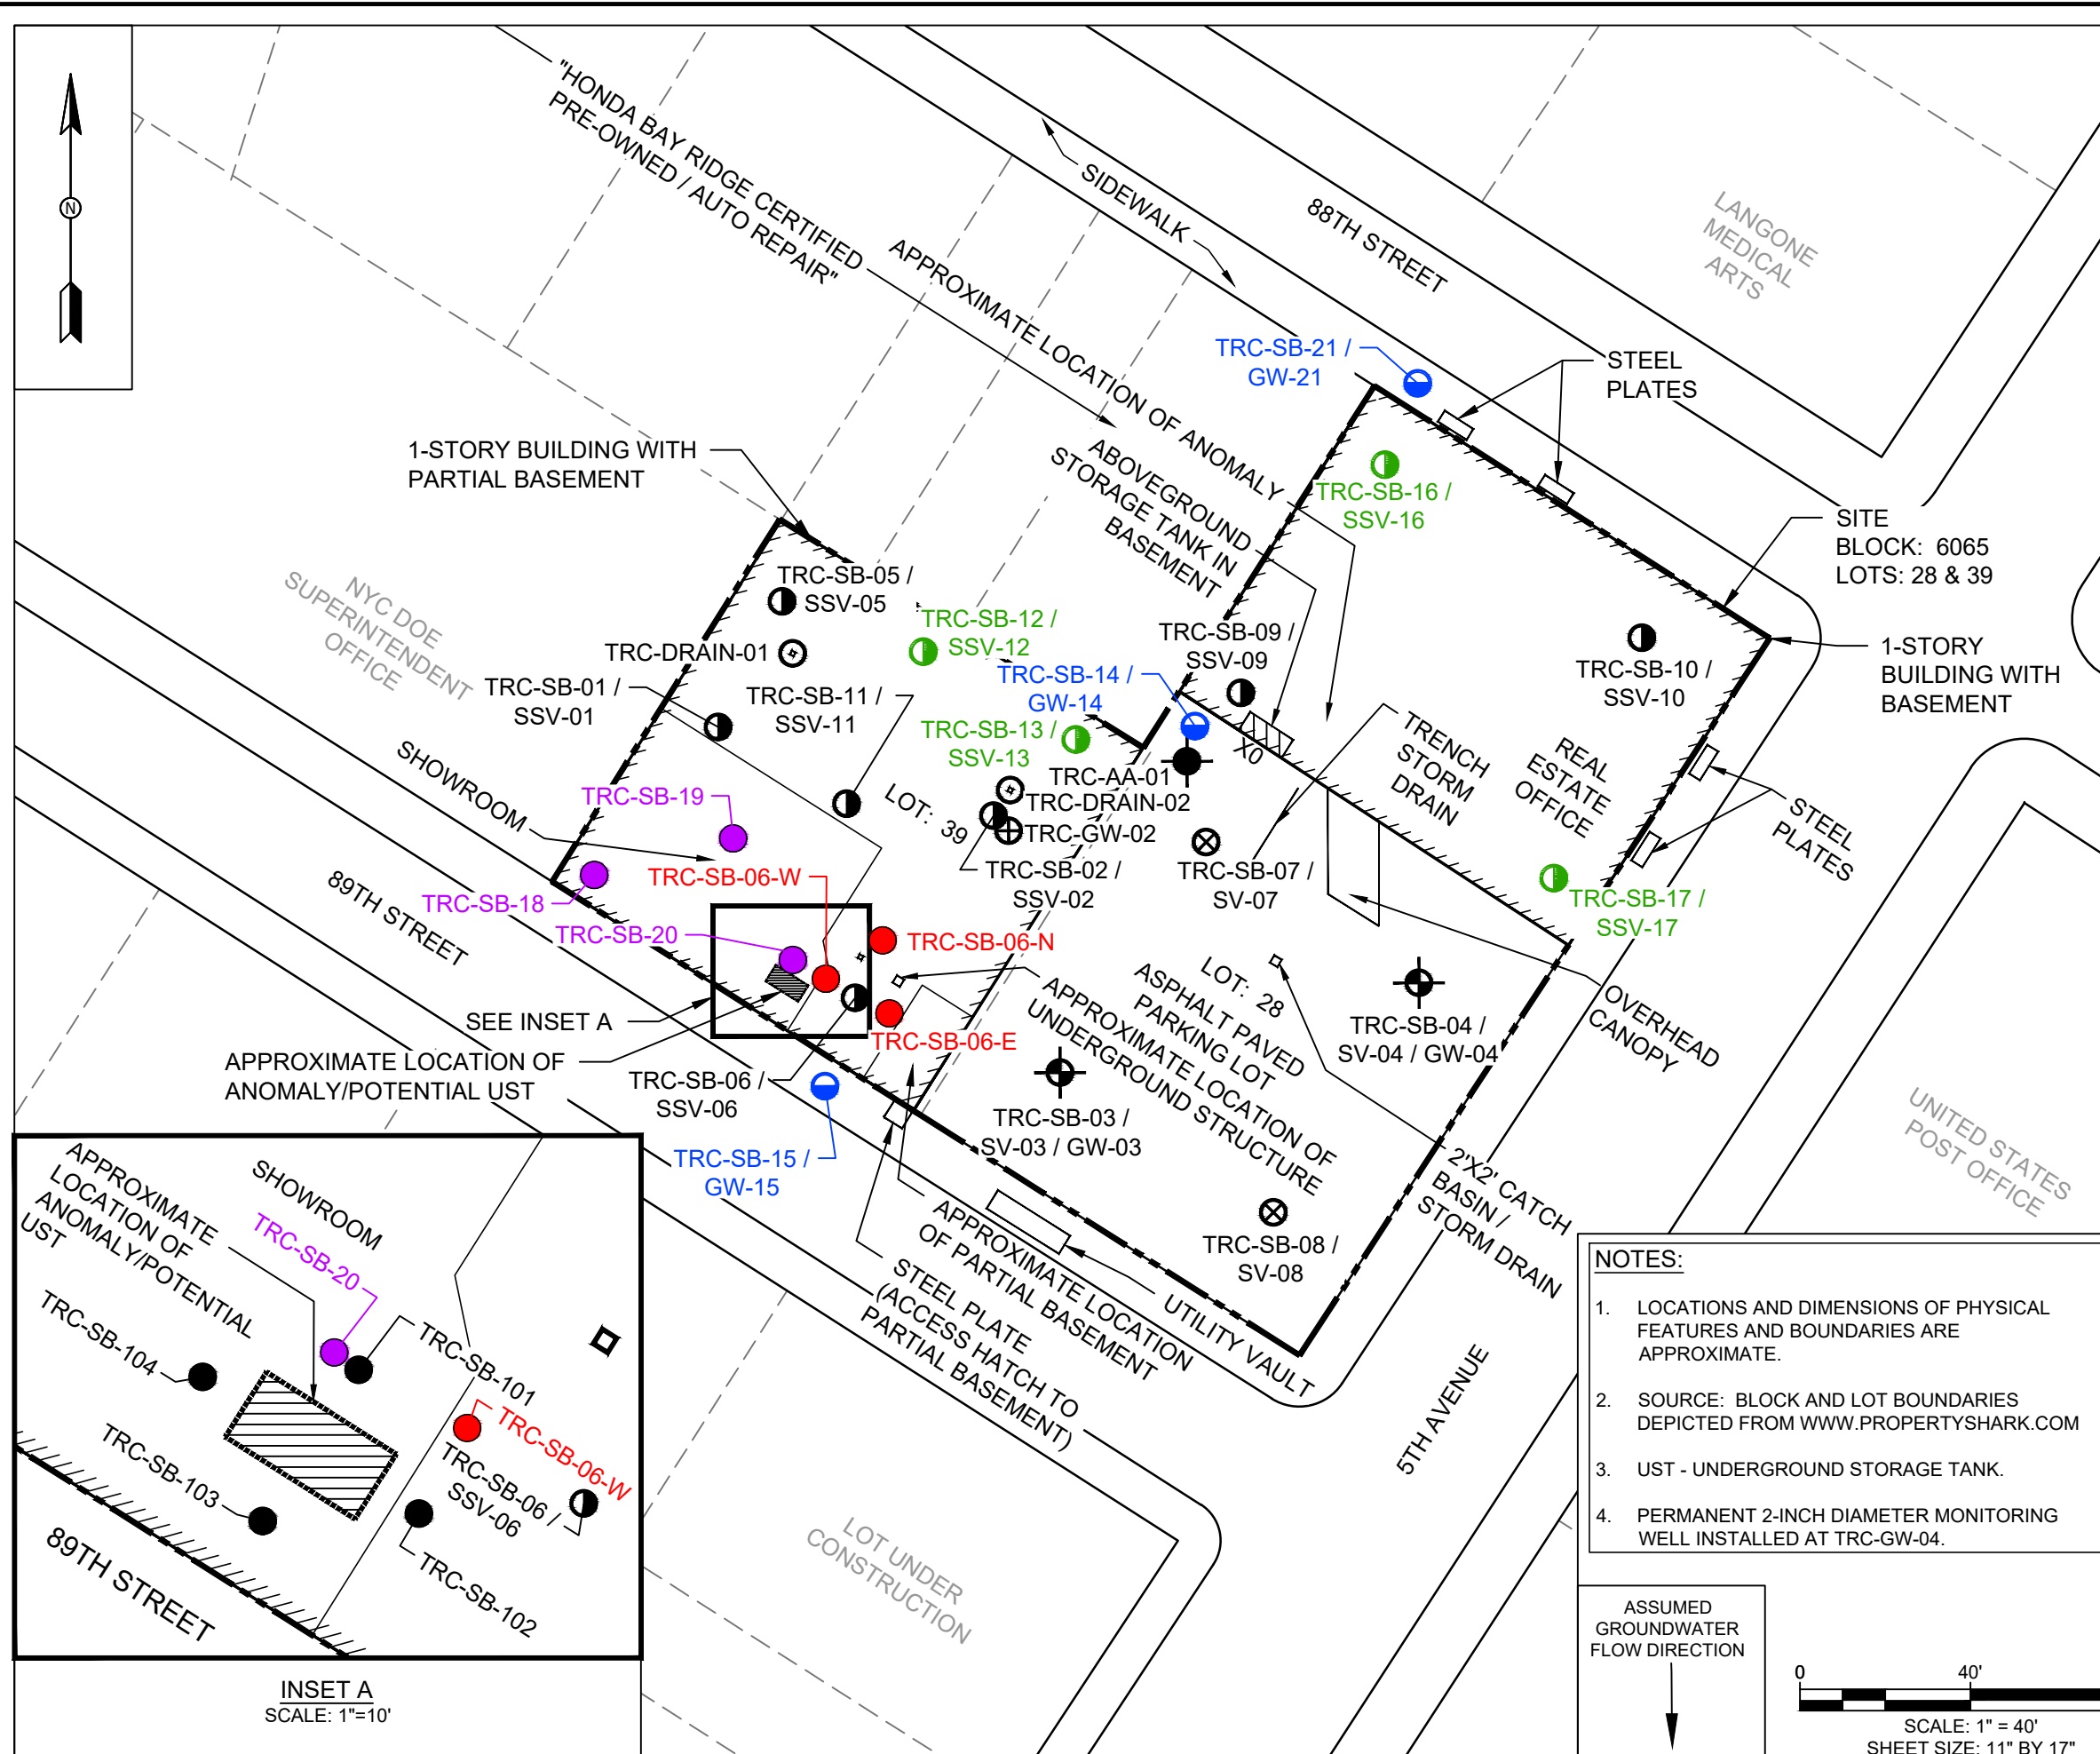 N
"HONDA BAY RIDGE CERTIFIED
PRE-OWNED / AUTO REPAIR"
SIDEWALK
88TH STREET
LANGONE
MEDICAL
ARTS
APPROXIMATE LOCATION OF ANOMALY
ABOVEGROUND
STORAGE TANK IN
BASEMENT
TRC-SB-21 /
GW-21
STEEL
PLATES
1-STORY BUILDING WITH
PARTIAL BASEMENT
TRC-SB-16 /
SSV-16
SITE
BLOCK: 6065
LOTS: 28 & 39
NYC DOE
SUPERINTENDENT
OFFICE
TRC-SB-05 /
SSV-05
TRC-SB-12 /
SSV-12
TRC-DRAIN-01
TRC-SB-09 /
SSV-09
TRC-SB-10 /
SSV-10
1-STORY
BUILDING WITH
BASEMENT
TRC-SB-01 /
SSV-01
TRC-SB-11 /
SSV-11
TRC-SB-14 /
GW-14
TRC-SB-13 /
SSV-13
X0
TRENCH
STORM
DRAIN
REAL
ESTATE
OFFICE
STEEL
PLATES
SHOWROOM
TRC-SB-19
LOT: 39
TRC-AA-01
TRC-DRAIN-02
TRC-GW-02
TRC-SB-02 /
SSV-02
TRC-SB-07 /
SV-07
TRC-SB-06-W
TRC-SB-18
TRC-SB-17 /
SSV-17
89TH STREET
TRC-SB-20
TRC-SB-06-N
SEE INSET A
LOT: 28
ASPHALT PAVED
PARKING LOT
APPROXIMATE LOCATION OF
UNDERGROUND STRUCTURE
TRC-SB-04 /
SV-04 / GW-04
OVERHEAD
CANOPY
TRC-SB-06-E
APPROXIMATE LOCATION OF
ANOMALY/POTENTIAL UST
TRC-SB-06 /
SSV-06
TRC-SB-03 /
SV-03 / GW-03
TRC-SB-15 /
GW-15
2'X2' CATCH
BASIN /
STORM DRAIN
UNITED STATES
POST OFFICE
TRC-SB-08 /
SV-08
APPROXIMATE LOCATION
OF PARTIAL BASEMENT
STEEL PLATE
(ACCESS HATCH TO
PARTIAL BASEMENT)
UTILITY VAULT
5TH AVENUE
LOT UNDER
CONSTRUCTION
APPROXIMATE
LOCATION OF
ANOMALY/POTENTIAL
UST
SHOWROOM
TRC-SB-20
TRC-SB-104
TRC-SB-101
TRC-SB-06-W
TRC-SB-103
TRC-SB-06 /
SSV-06
TRC-SB-102
89TH STREET
INSET A
SCALE: 1"=10'
NOTES:
1. LOCATIONS AND DIMENSIONS OF PHYSICAL
FEATURES AND BOUNDARIES ARE
APPROXIMATE.
2. SOURCE: BLOCK AND LOT BOUNDARIES
DEPICTED FROM WWW.PROPERTYSHARK.COM
3. UST - UNDERGROUND STORAGE TANK.
4. PERMANENT 2-INCH DIAMETER MONITORING
WELL INSTALLED AT TRC-GW-04.
ASSUMED
GROUNDWATER
FLOW DIRECTION
0 40'
SCALE: 1" = 40'
SHEET SIZE: 11" BY 17"